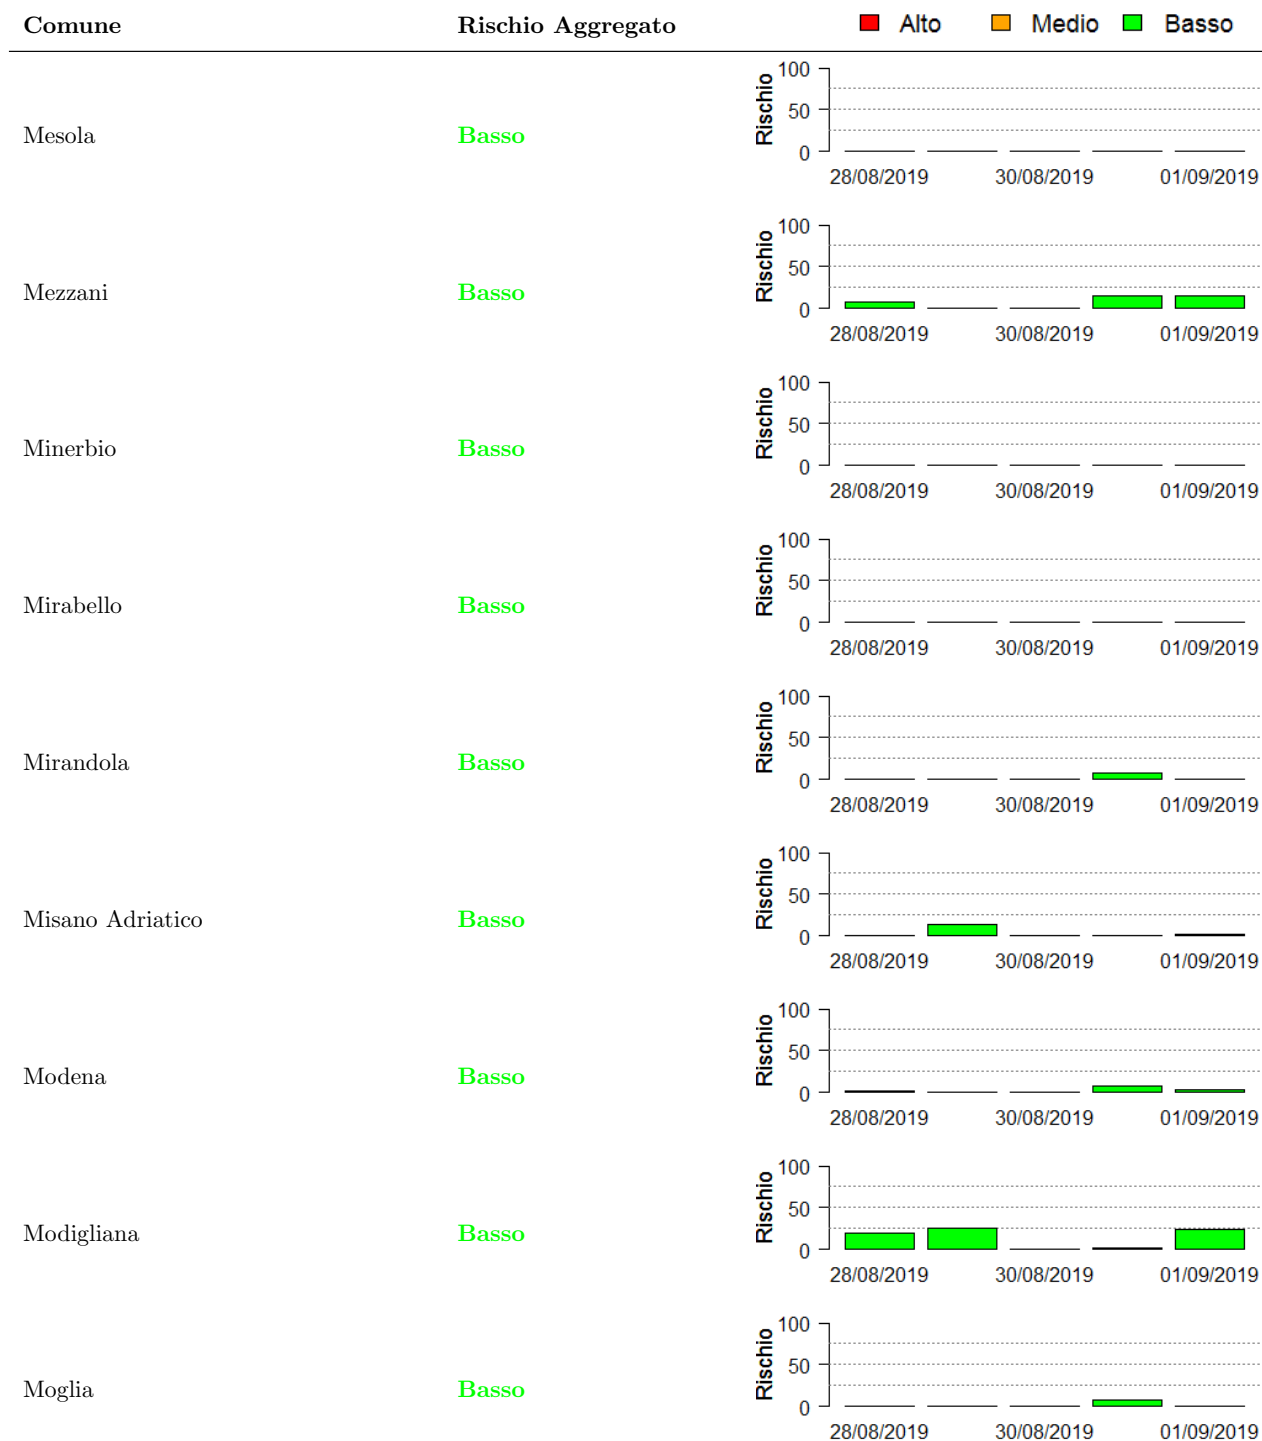 Comune Rischio Aggregato Alto Medio Basso
Mesola Basso Rischio 100 50 0
28/08/2019 30/08/2019 01/09/2019
Mezzani Basso Rischio 100 50 0
28/08/2019 30/08/2019 01/09/2019
Minerbio Basso Rischio 100 50 0
28/08/2019 30/08/2019 01/09/2019
Mirabello Basso Rischio 100 50 0
28/08/2019 30/08/2019 01/09/2019
Mirandola Basso Rischio 100 50 0
28/08/2019 30/08/2019 01/09/2019
Misano Adriatico Basso Rischio 100 50 0
28/08/2019 30/08/2019 01/09/2019
Modena Basso Rischio 100 50 0
28/08/2019 30/08/2019 01/09/2019
Modigliana Basso Rischio 100 50 0
28/08/2019 30/08/2019 01/09/2019
Moglia Basso Rischio 100 50 0
28/08/2019 30/08/2019 01/09/2019